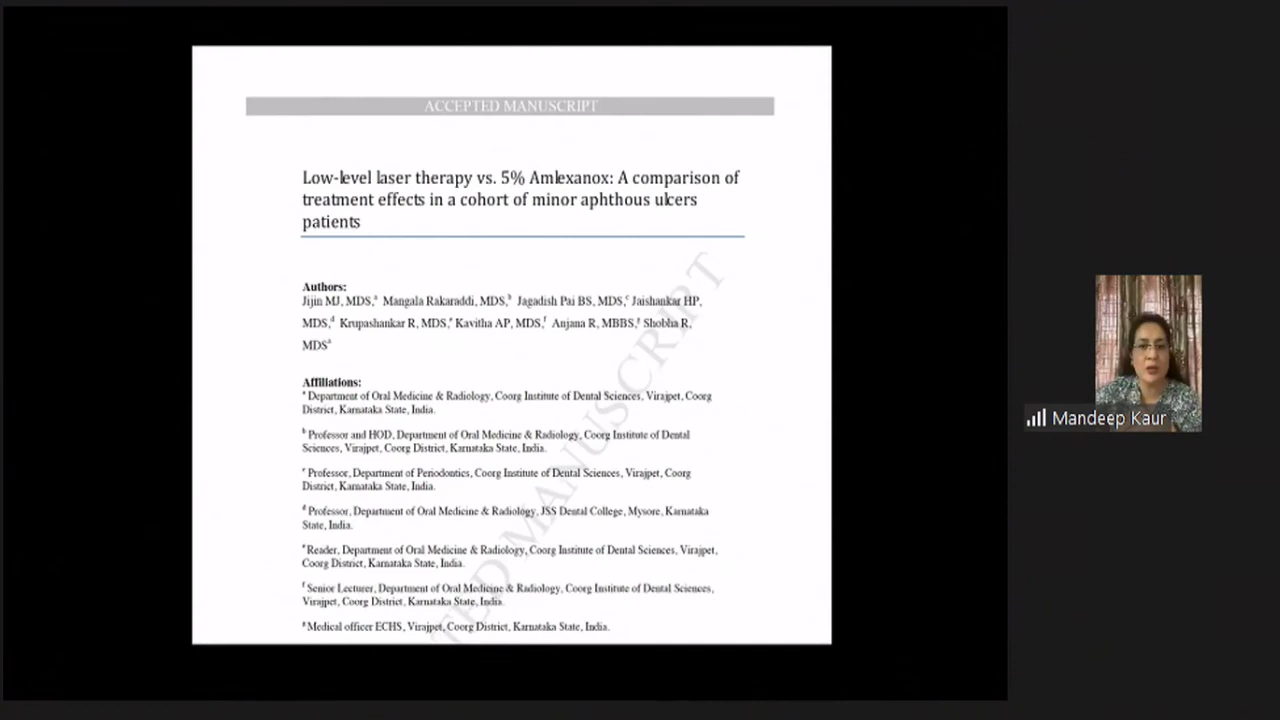 ACCEPTED MANUSCRIPT
Low-level laser therapy vs. 5% Amlexanox: A comparison of
treatment effects in a cohort of minor aphthous ulcers
patients
Authors:
Jijin MJ, MDS,a Mangala Rakaraddi, MDS,b Jagadish Pai BS, MDS,c Jaishankar HP,
MDS,d Krupashankar R, MDS,e Kavitha AP, MDS,f Anjana R, MBBS,g Shobha R,
MDSa
Affiliations:
a Department of Oral Medicine & Radiology, Coorg Institute of Dental Sciences, Virajpet, Coorg
District, Karnataka State, India.
b Professor and HOD, Department of Oral Medicine & Radiology, Coorg Institute of Dental
Sciences, Virajpet, Coorg District, Karnataka State, India.
c Professor, Department of Periodontics, Coorg Institute of Dental Sciences, Virajpet, Coorg
District, Karnataka State, India.
d Professor, Department of Oral Medicine & Radiology, JSS Dental College, Mysore, Karnataka
State, India.
e Reader, Department of Oral Medicine & Radiology, Coorg Institute of Dental Sciences, Virajpet,
Coorg District, Karnataka State, India.
f Senior Lecturer, Department of Oral Medicine & Radiology, Coorg Institute of Dental Sciences,
Virajpet, Coorg District, Karnataka State, India.
g Medical officer ECHS, Virajpet, Coorg District, Karnataka State, India.
TED MANUSCRIPT
Mandeep Kaur